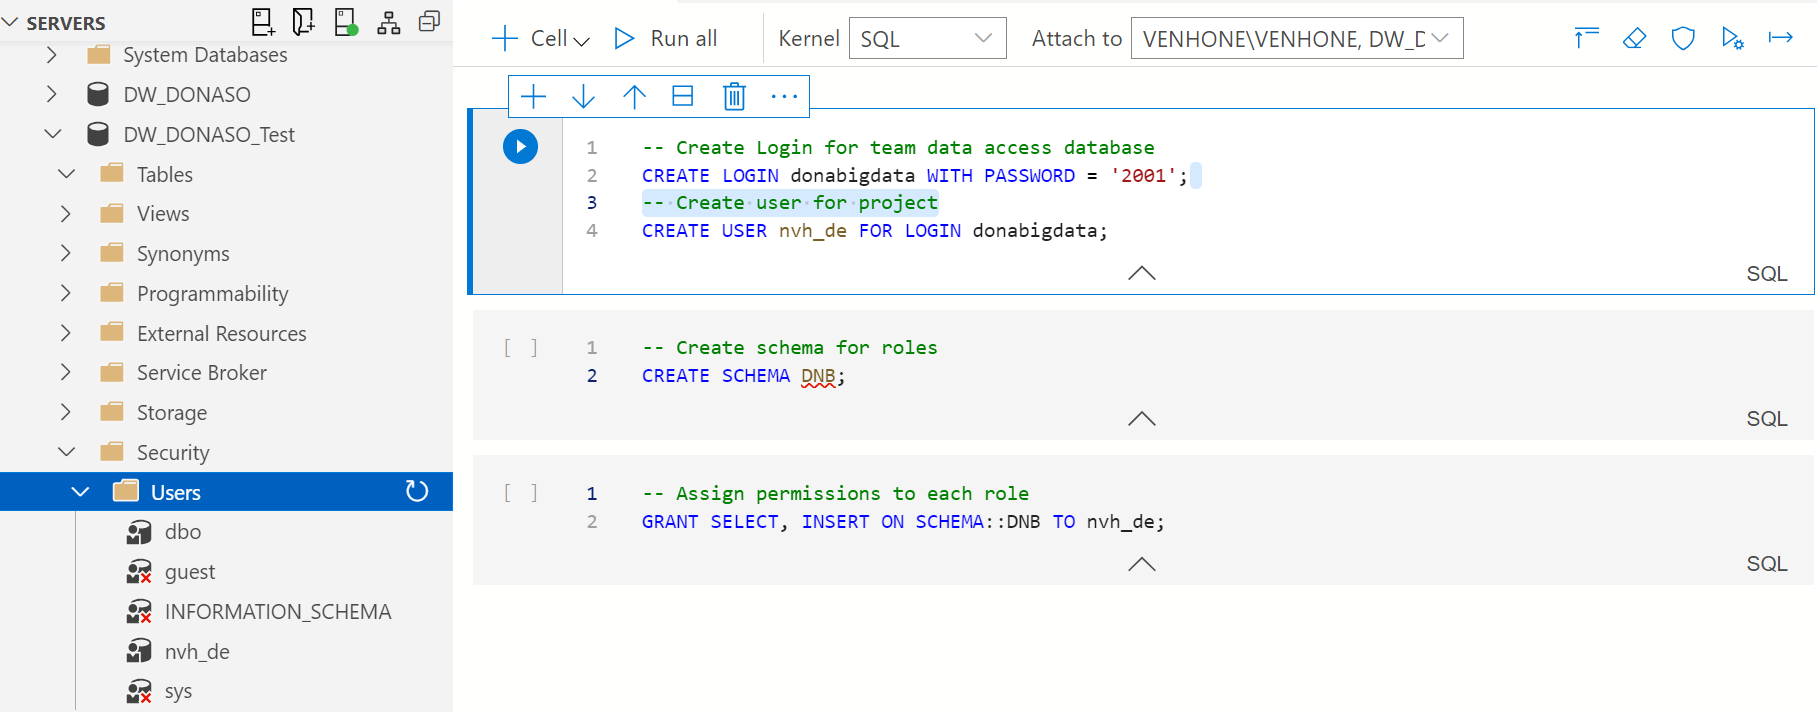 SERVERS
System Databases
DW_DONASO
DW_DONASO_Test
Tables
Views
Synonyms
Programmability
External Resources
Service Broker
Storage
Security
Users
dbo
guest
INFORMATION_SCHEMA
nvh_de
sys
Cell Run all Kernel SQL Attach to VENHONE\VENHONE, DW_D
1 -- Create Login for team data access database
2 CREATE LOGIN donabigdata WITH PASSWORD = '2001';
3 -- Create user for project
4 CREATE USER nvh_de FOR LOGIN donabigdata;
SQL
[ ] 1 -- Create schema for roles
2 CREATE SCHEMA DNB;
SQL
[ ] 1 -- Assign permissions to each role
2 GRANT SELECT, INSERT ON SCHEMA::DNB TO nvh_de;
SQL